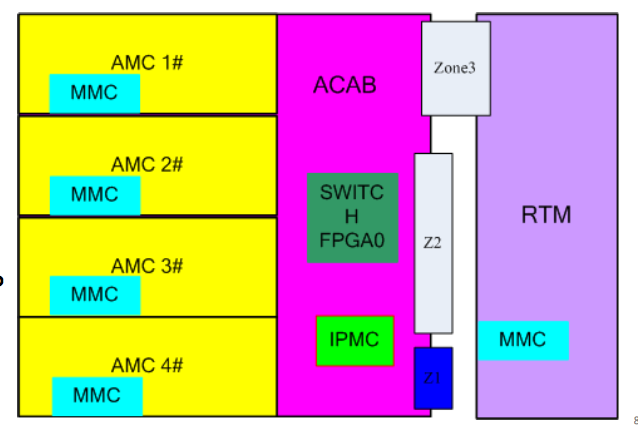 AMC 1#
MMC
AMC 2#
MMC
AMC 3#
MMC
AMC 4#
MMC
ACAB
SWITC
H
FPGA0
IPMC
Zone3
Z2
Z1
RTM
MMC